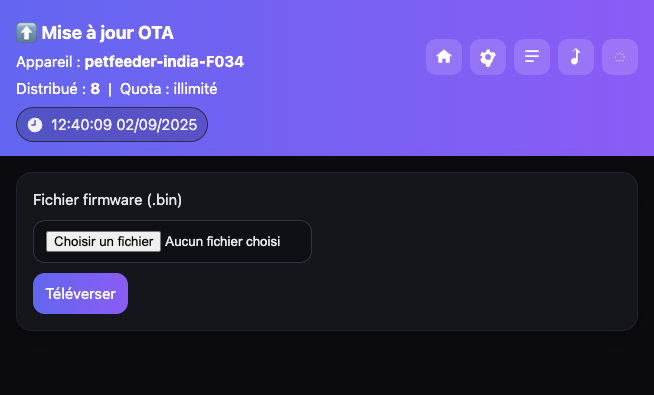 ⬆️ Mise à jour OTA
Appareil : petfeeder-india-F034
Distribué : 8 | Quota : illimité
12:40:09 02/09/2025
Fichier firmware (.bin)
Choisir un fichier Aucun fichier choisi
Téléverser